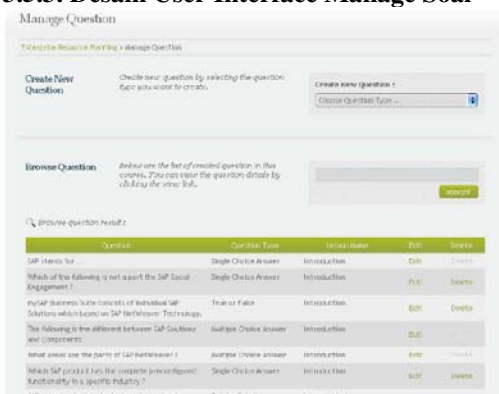 3.3.3. Desain User Interface Manage Soal
Manage Question
Enterprise Resource Planning > Manage Question
Create New Question
Create new question by selecting the question type you want to create.
Create new Question :
Choose Question Type ...
Browse Question
Below are the list of created question in this course. You can view the question details by clicking the view link.
Browse question results
Question Question Type Lesson Name Edit Delete
SAP stands for ... Single Choice Answer Introduction Edit Delete
Which of the following is not a part the SAP Social Engagement ? Single Choice Answer Introduction Edit Delete
mySAP Business Suite consists of individual SAP Solutions which based on SAP NetWeaver Technology. True or False Introduction Edit Delete
The following is the different between SAP Solutions and Components Multiple Choice Answer Introduction Edit
What areas are the parts of SAP NetWeaver ? Multiple Choice Answer Introduction Edit Delete
Which SAP product has the complete preconfigured functionality in a specific industry ? Single Choice Answer Introduction Edit Delete